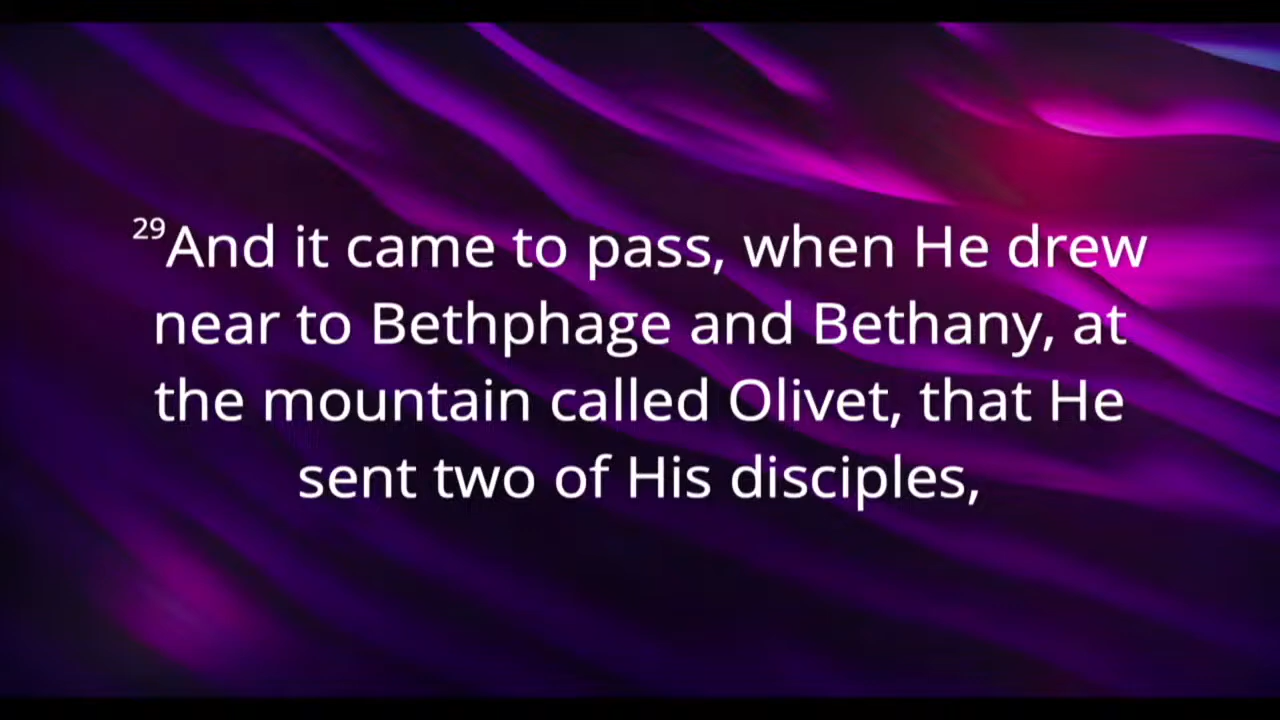 29And it came to pass, when He drew
near to Bethphage and Bethany, at
the mountain called Olivet, that He
sent two of His disciples,